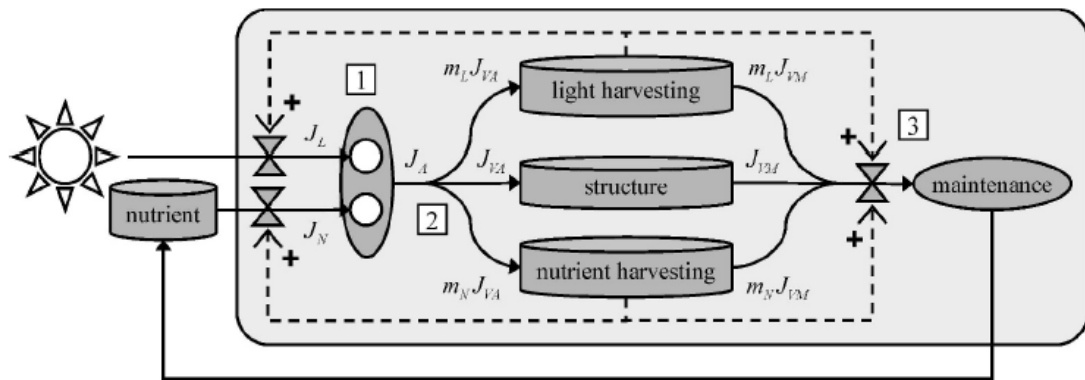 1
m_L J_VA
light harvesting
m_L J_VM
+
+
3
J_L
J_A
J_VA
structure
J_VM
maintenance
nutrient
J_N
2
+
+
m_N J_VA
nutrient harvesting
m_N J_VM